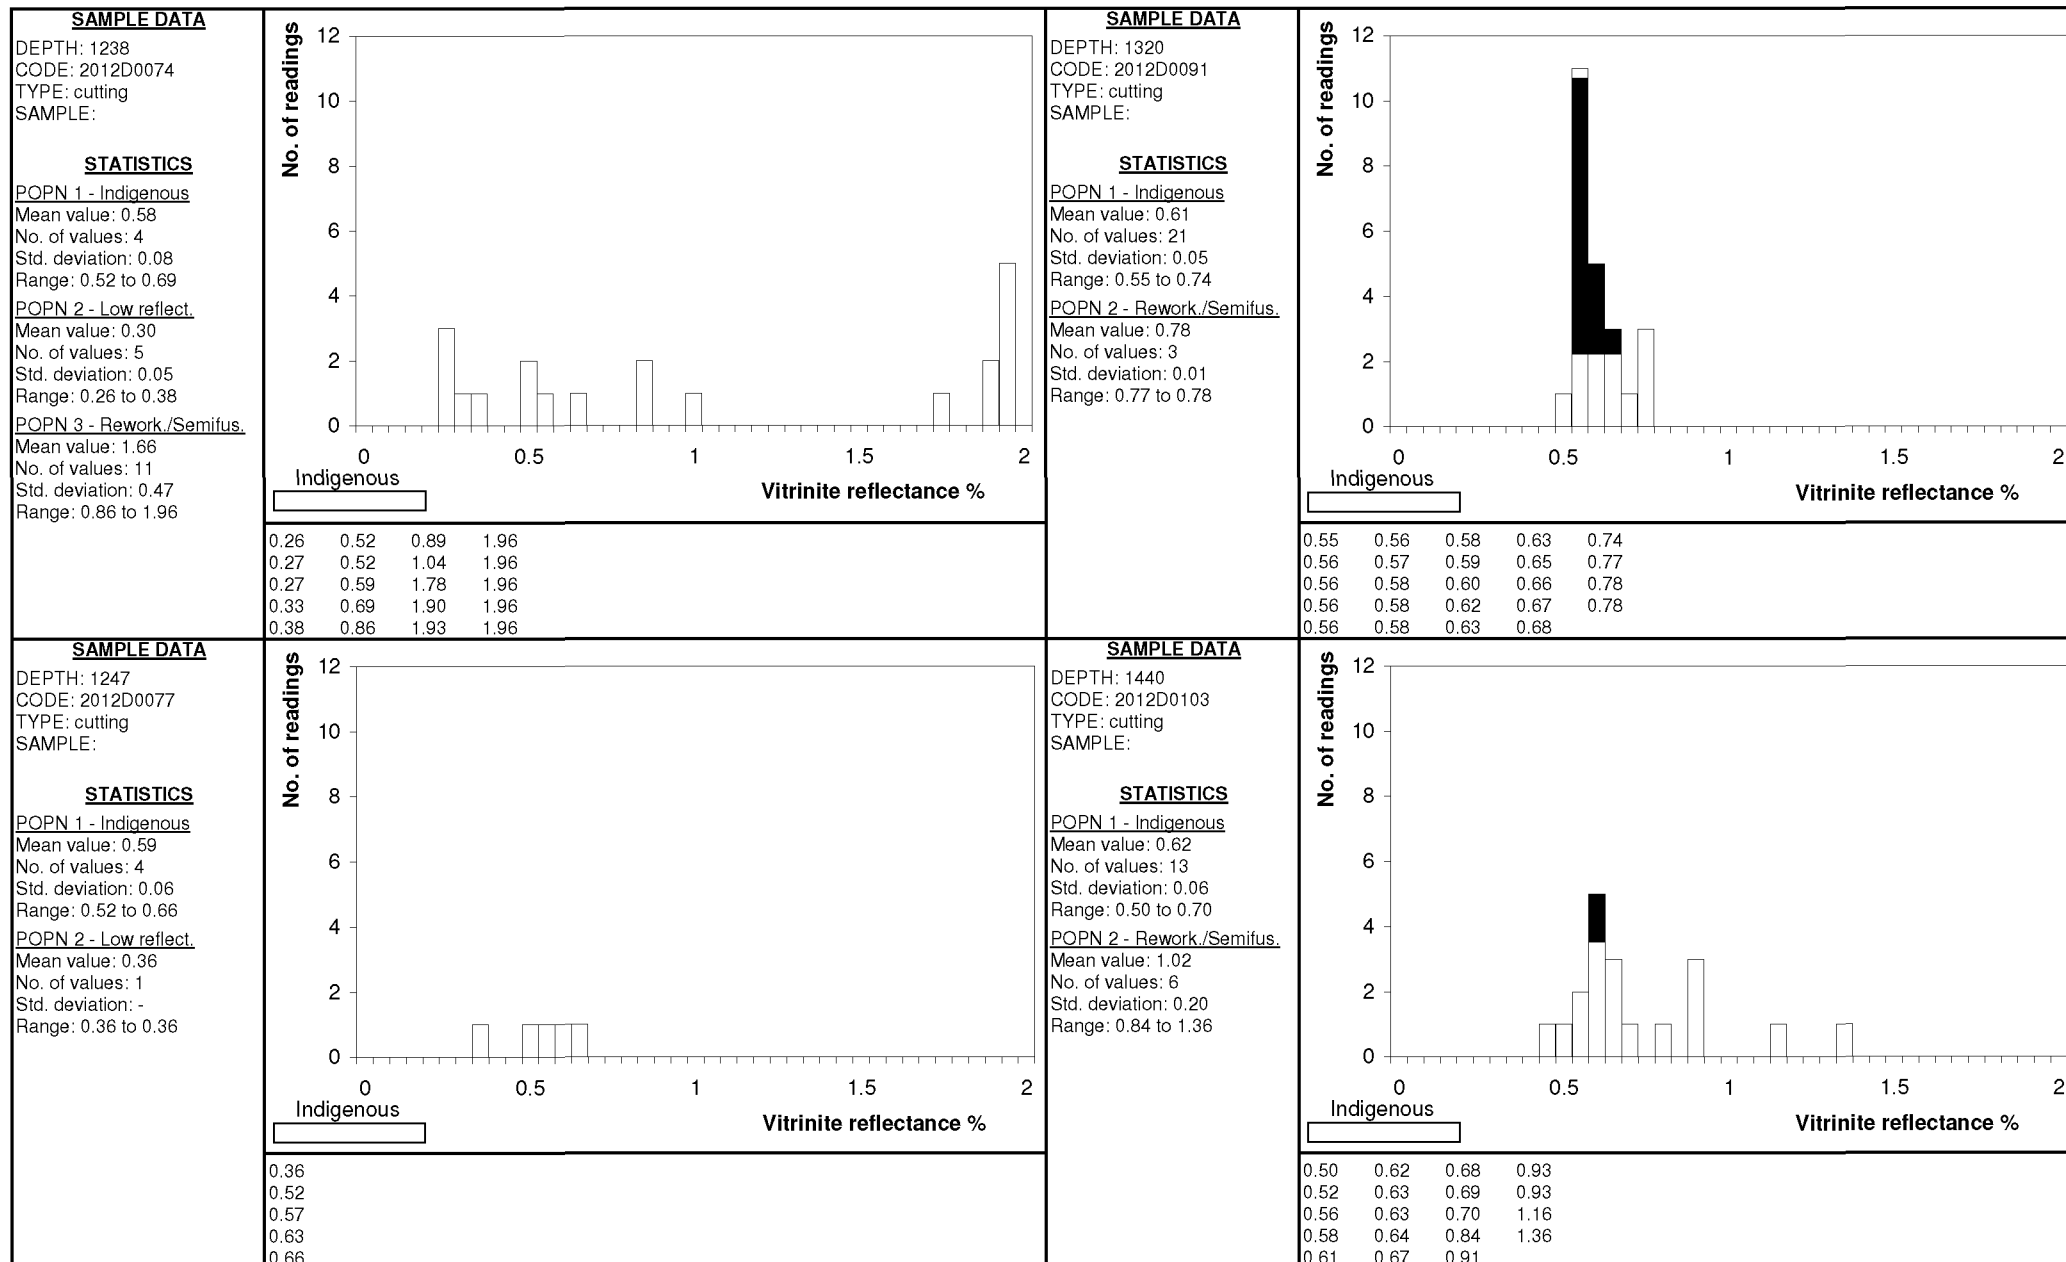 SAMPLE DATA
DEPTH: 1238
CODE: 2012D0074
TYPE: cutting
SAMPLE:
STATISTICS
POPN 1 - Indigenous
Mean value: 0.58
No. of values: 4
Std. deviation: 0.08
Range: 0.52 to 0.69
POPN 2 - Low reflect.
Mean value: 0.30
No. of values: 5
Std. deviation: 0.05
Range: 0.26 to 0.38
POPN 3 - Rework./Semifus.
Mean value: 1.66
No. of values: 11
Std. deviation: 0.47
Range: 0.86 to 1.96
No. of readings
12
10
8
6
4
2
0
0 0.5 1 1.5 2
Indigenous
Vitrinite reflectance %
0.26 0.52 0.89 1.96
0.27 0.52 1.04 1.96
0.27 0.59 1.78 1.96
0.33 0.69 1.90 1.96
0.38 0.86 1.93 1.96
SAMPLE DATA
DEPTH: 1320
CODE: 2012D0091
TYPE: cutting
SAMPLE:
STATISTICS
POPN 1 - Indigenous
Mean value: 0.61
No. of values: 21
Std. deviation: 0.05
Range: 0.55 to 0.74
POPN 2 - Rework./Semifus.
Mean value: 0.78
No. of values: 3
Std. deviation: 0.01
Range: 0.77 to 0.78
No. of readings
12
10
8
6
4
2
0
0 0.5 1 1.5 2
Indigenous
Vitrinite reflectance %
0.55 0.56 0.58 0.63 0.74
0.56 0.57 0.59 0.65 0.77
0.56 0.58 0.60 0.66 0.78
0.56 0.58 0.62 0.67 0.78
0.56 0.58 0.63 0.68
SAMPLE DATA
DEPTH: 1247
CODE: 2012D0077
TYPE: cutting
SAMPLE:
STATISTICS
POPN 1 - Indigenous
Mean value: 0.59
No. of values: 4
Std. deviation: 0.06
Range: 0.52 to 0.66
POPN 2 - Low reflect.
Mean value: 0.36
No. of values: 1
Std. deviation: -
Range: 0.36 to 0.36
No. of readings
12
10
8
6
4
2
0
0 0.5 1 1.5 2
Indigenous
Vitrinite reflectance %
0.36
0.52
0.57
0.63
0.66
SAMPLE DATA
DEPTH: 1440
CODE: 2012D0103
TYPE: cutting
SAMPLE:
STATISTICS
POPN 1 - Indigenous
Mean value: 0.62
No. of values: 13
Std. deviation: 0.06
Range: 0.50 to 0.70
POPN 2 - Rework./Semifus.
Mean value: 1.02
No. of values: 6
Std. deviation: 0.20
Range: 0.84 to 1.36
No. of readings
12
10
8
6
4
2
0
0 0.5 1 1.5 2
Indigenous
Vitrinite reflectance %
0.50 0.62 0.68 0.93
0.52 0.63 0.69 0.93
0.56 0.63 0.70 1.16
0.58 0.64 0.84 1.36
0.61 0.67 0.91